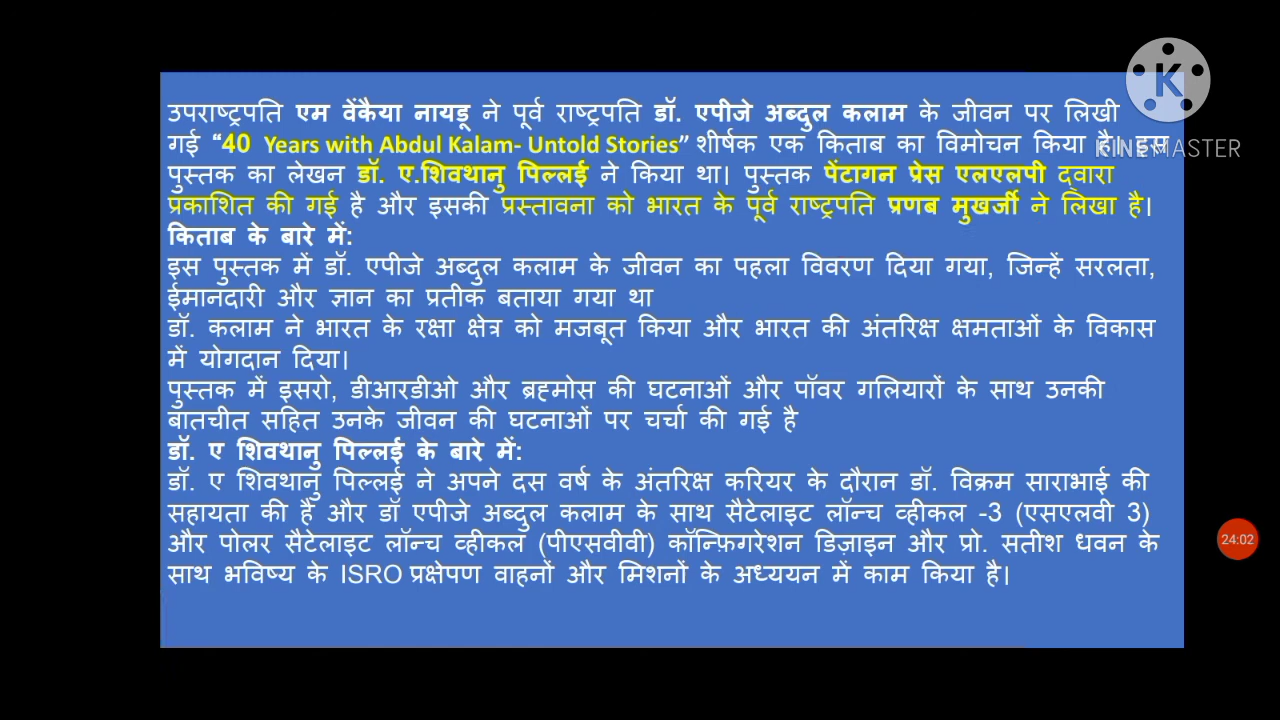 उपराष्ट्रपति एम वेंकैया नायडू ने पूर्व राष्ट्रपति डॉ. एपीजे अब्दुल कलाम के जीवन पर लिखी
गई “40 Years with Abdul Kalam- Untold Stories” शीर्षक एक किताब का विमोचन किया है। इस
KINEMASTER
पुस्तक का लेखन डॉ. ए.शिवथानु पिल्लई ने किया था। पुस्तक पेंटागन प्रेस एलएलपी द्वारा
प्रकाशित की गई है और इसकी प्रस्तावना को भारत के पूर्व राष्ट्रपति प्रणब मुखर्जी ने लिखा है।
किताब के बारे में:
इस पुस्तक में डॉ. एपीजे अब्दुल कलाम के जीवन का पहला विवरण दिया गया, जिन्हें सरलता,
ईमानदारी और ज्ञान का प्रतीक बताया गया था
डॉ. कलाम ने भारत के रक्षा क्षेत्र को मजबूत किया और भारत की अंतरिक्ष क्षमताओं के विकास
में योगदान दिया।
पुस्तक में इसरो, डीआरडीओ और ब्रह्मोस की घटनाओं और पॉवर गलियारों के साथ उनकी
बातचीत सहित उनके जीवन की घटनाओं पर चर्चा की गई है
डॉ. ए शिवथानु पिल्लई के बारे में:
डॉ. ए शिवथानु पिल्लई ने अपने दस वर्ष के अंतरिक्ष करियर के दौरान डॉ. विक्रम साराभाई की
सहायता की हैं और डॉ एपीजे अब्दुल कलाम के साथ सैटेलाइट लॉन्च व्हीकल -3 (एसएलवी 3)
और पोलर सैटेलाइट लॉन्च व्हीकल (पीएसवीवी) कॉन्फ़िगरेशन डिज़ाइन और प्रो. सतीश धवन के
साथ भविष्य के ISRO प्रक्षेपण वाहनों और मिशनों के अध्ययन में काम किया है।
K
24:02